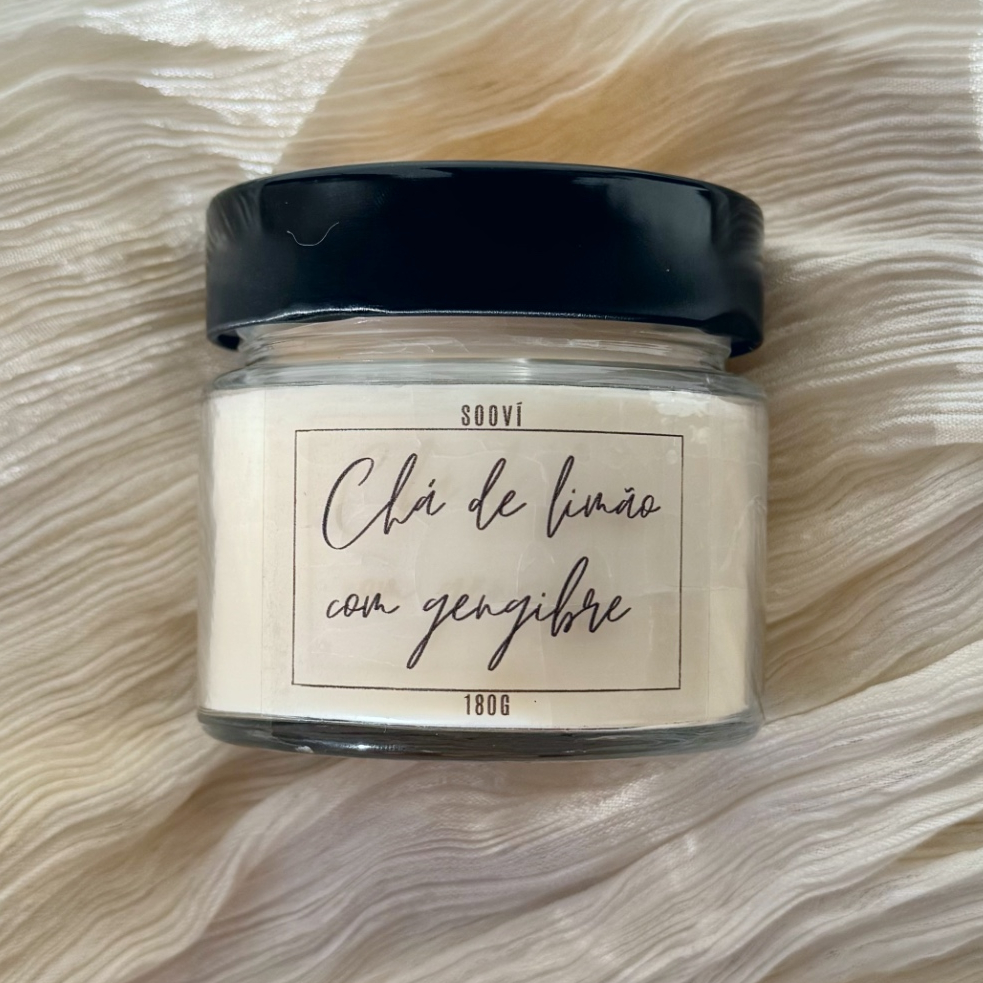 SOOVÍ
Chá de limão
com gengibre
180G